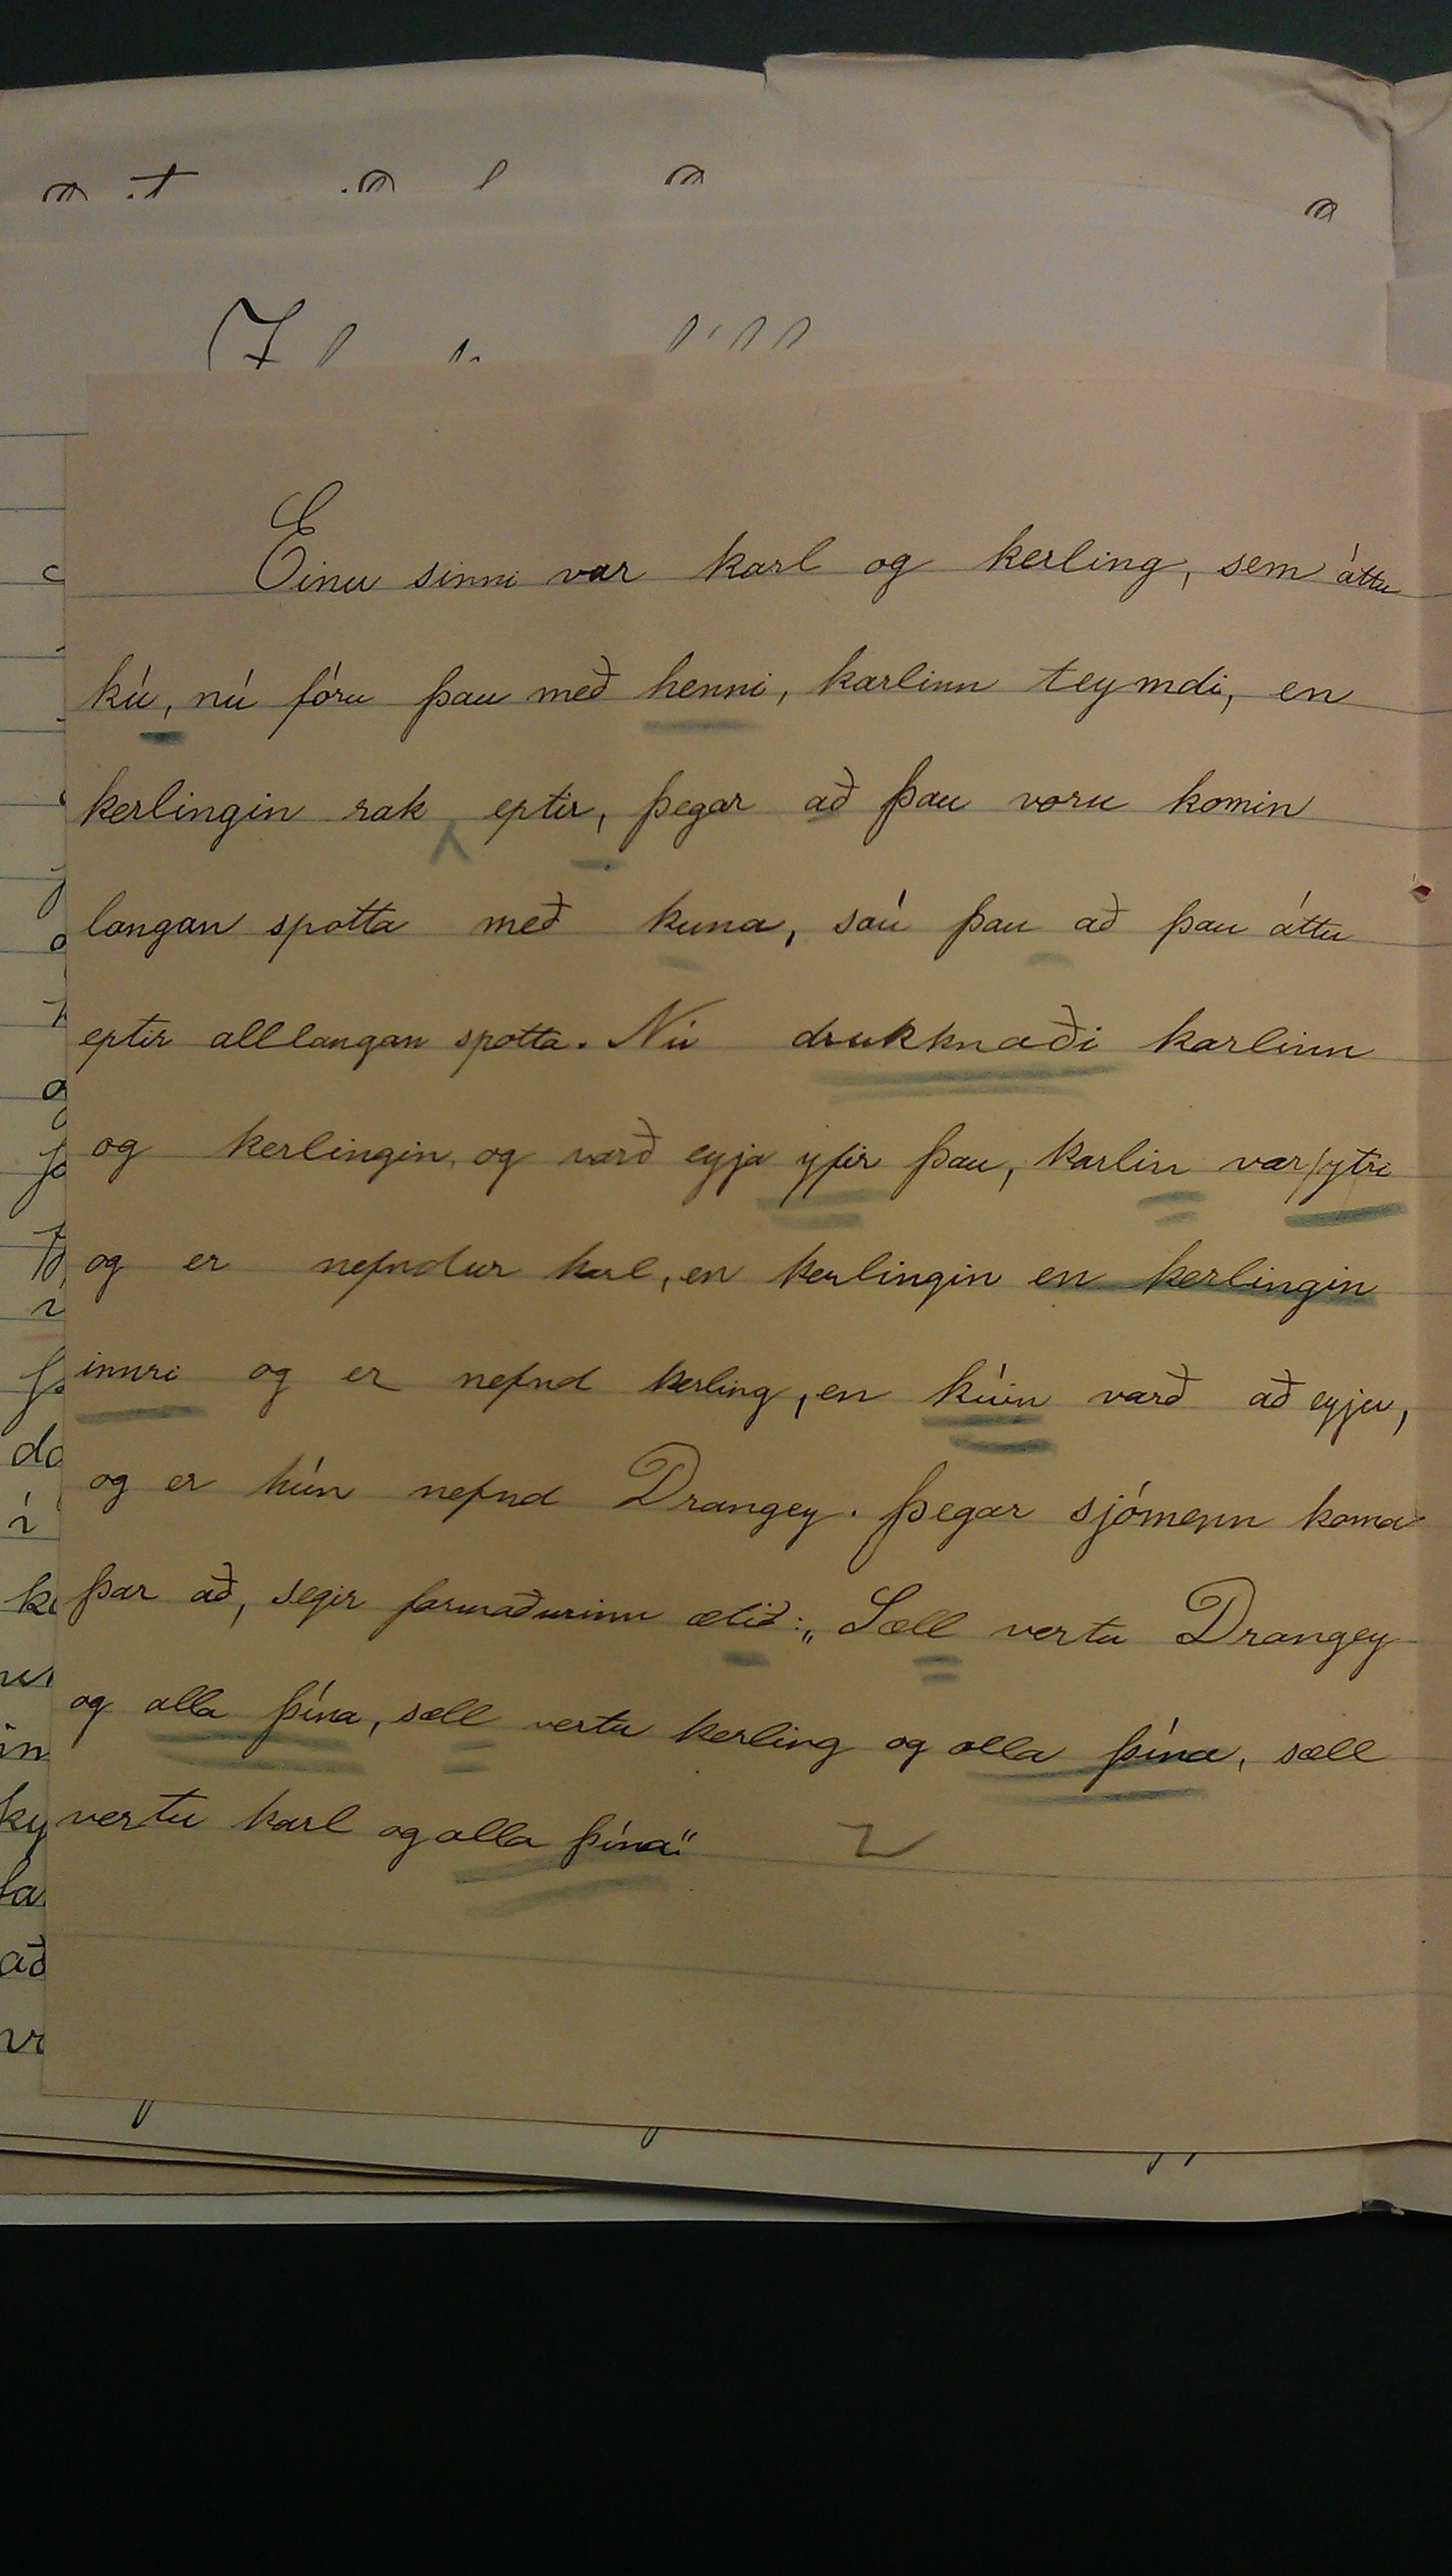 Einu sinni var karl og kerling, sem áttu
kú, nú fóru þau með henni, karlinn teymdi, en
kerlingin rak eptir, þegar að þau voru komin
langan spotta með kuna, sáu þau að þau áttu
eptir alllangan spotta. Nú drukknaði karlinn
og kerlingin, og varð eyja yfir þau, karlin var ytri
og er nefndur karl, en kerlingin en kerlingin
innri og er nefnd kerling, en kúin varð að eyju,
og er hún nefnd Drangey. Þegar sjómenn koma
þar að, segir formaðurinn ætið: „Sæll vertu Drangey
og alla þína, sæll vertu kerling og alla þína, sæll
vertu karl og alla þína."